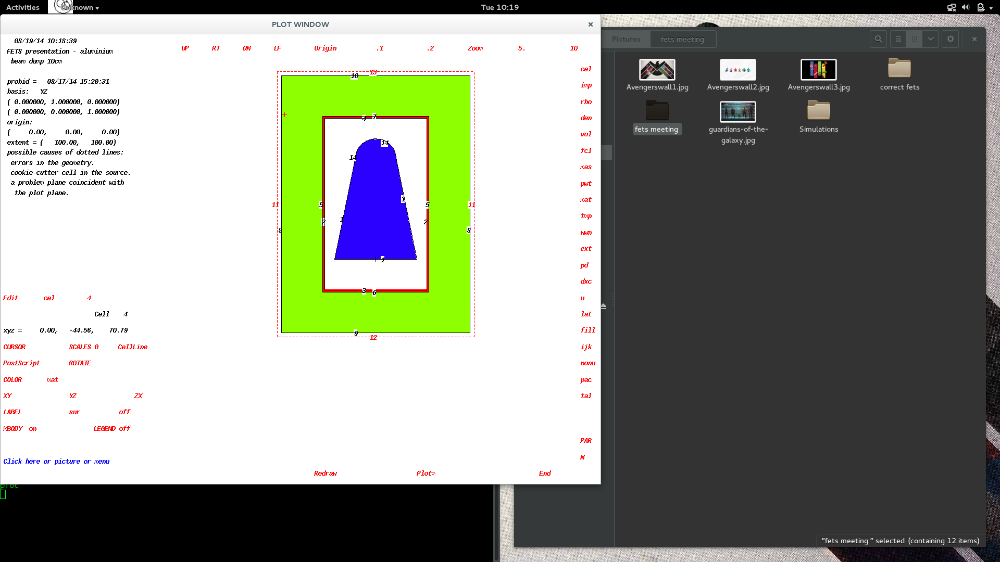 Activities
Unknown
Tue 10:19
PLOT WINDOW
08/19/14 10:18:39
FETS presentation - aluminium
beam dump 10cm
probid = 08/17/14 15:20:31
basis: YZ
( 0.000000, 1.000000, 0.000000)
( 0.000000, 0.000000, 1.000000)
origin:
( 0.00, 0.00, 0.00)
extent = ( 100.00, 100.00)
possible causes of dotted lines:
errors in the geometry.
cookie-cutter cell in the source.
a problem plane coincident with
the plot plane.
UP RT DN LF Origin .1 .2 Zoom 5. 10
13
10
4 7
14
14
11 5 1 5 11
2 1 2
8 8
1
3 6
9
12
cel
imp
rho
den
vol
fcl
mas
pwt
mat
tmp
wwn
ext
pd
dxc
u
lat
fill
ijk
nonu
pac
tal
PAR
N
Edit cel 4
Cell 4
xyz = 0.00, -44.56, 70.79
CURSOR SCALES 0 CellLine
PostScript ROTATE
COLOR mat
XY YZ ZX
LABEL sur off
MBODY on LEGEND off
Click here or picture or menu
Redraw Plot> End
plot
Pictures fets meeting
Avengerswall1.jpg Avengerswall2.jpg Avengerswall3.jpg correct fets
fets meeting guardians-of-the-
galaxy.jpg Simulations
"fets meeting " selected (containing 12 items)